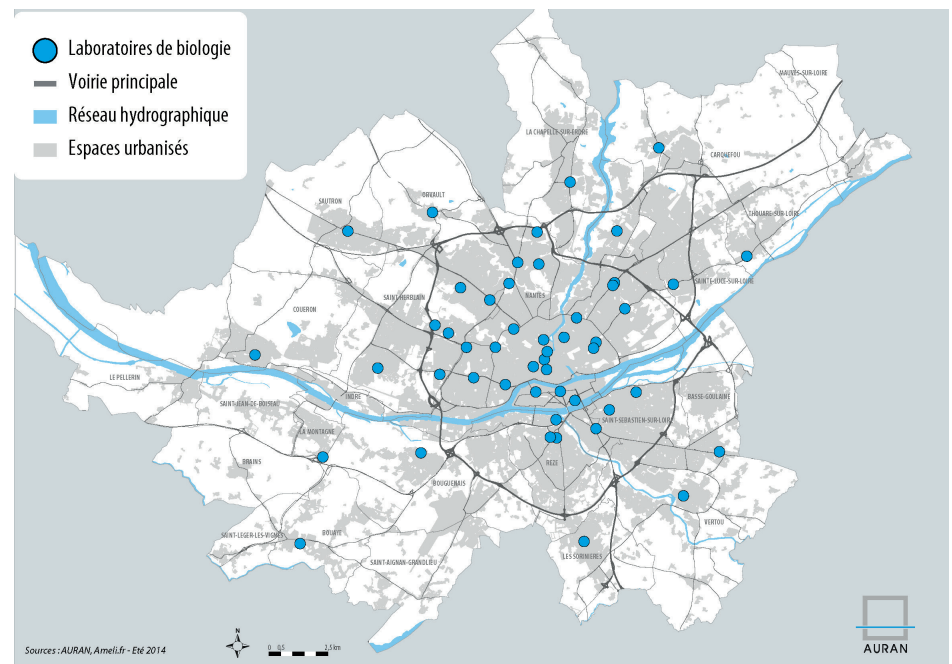 Laboratoires de biologie
Voirie principale
Réseau hydrographique
Espaces urbanisés
MAUVES-SUR-LOIRE
LA CHAPELLE-SUR-ERDRE
CARQUEFOU
ORVAULT
SAUTRON
THOUARE-SUR-LOIRE
SAINTE-LUCE-SUR-LOIRE
SAINT-HERBLAIN
NANTES
COUERON
LE PELLERIN
INDRE
BASSE-GOULAINE
SAINT-JEAN-DE-BOISEAU
SAINT-SEBASTIEN-SUR-LOIRE
LA MONTAGNE
BRAINS
REZE
BOUGUENAIS
VERTOU
SAINT-LEGER-LES-VIGNES
BOUAYE
LES SORINIERES
SAINT-AIGNAN-GRANDLIEU
N
0 0,5 2,5 km
Sources : AURAN, Ameli.fr - Eté 2014
AURAN